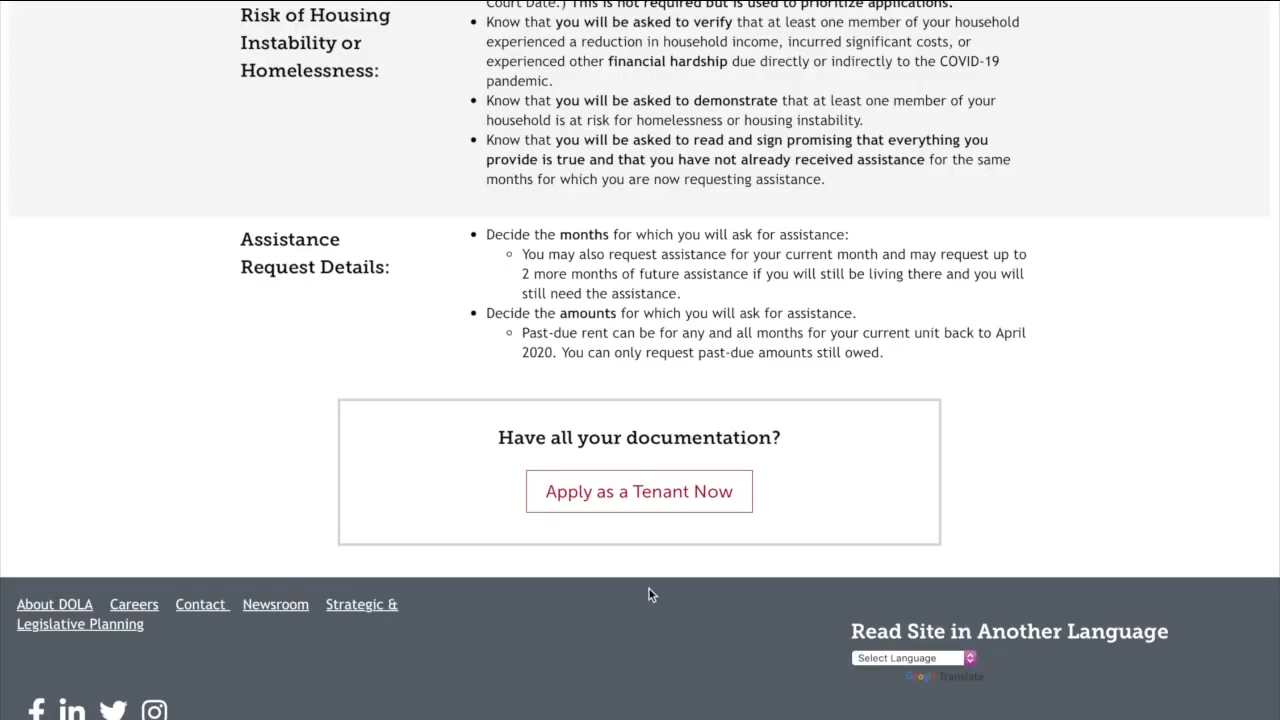 Risk of Housing
Instability or
Homelessness:
Court Date.) This is not required but is used to prioritize applications.
Know that you will be asked to verify that at least one member of your household
experienced a reduction in household income, incurred significant costs, or
experienced other financial hardship due directly or indirectly to the COVID-19
pandemic.
Know that you will be asked to demonstrate that at least one member of your
household is at risk for homelessness or housing instability.
Know that you will be asked to read and sign promising that everything you
provide is true and that you have not already received assistance for the same
months for which you are now requesting assistance.
Assistance
Request Details:
Decide the months for which you will ask for assistance:
You may also request assistance for your current month and may request up to
2 more months of future assistance if you will still be living there and you will
still need the assistance.
Decide the amounts for which you will ask for assistance.
Past-due rent can be for any and all months for your current unit back to April
2020. You can only request past-due amounts still owed.
Have all your documentation?
Apply as a Tenant Now
About DOLA Careers Contact Newsroom Strategic &
Legislative Planning
Read Site in Another Language
Select Language
Google Translate